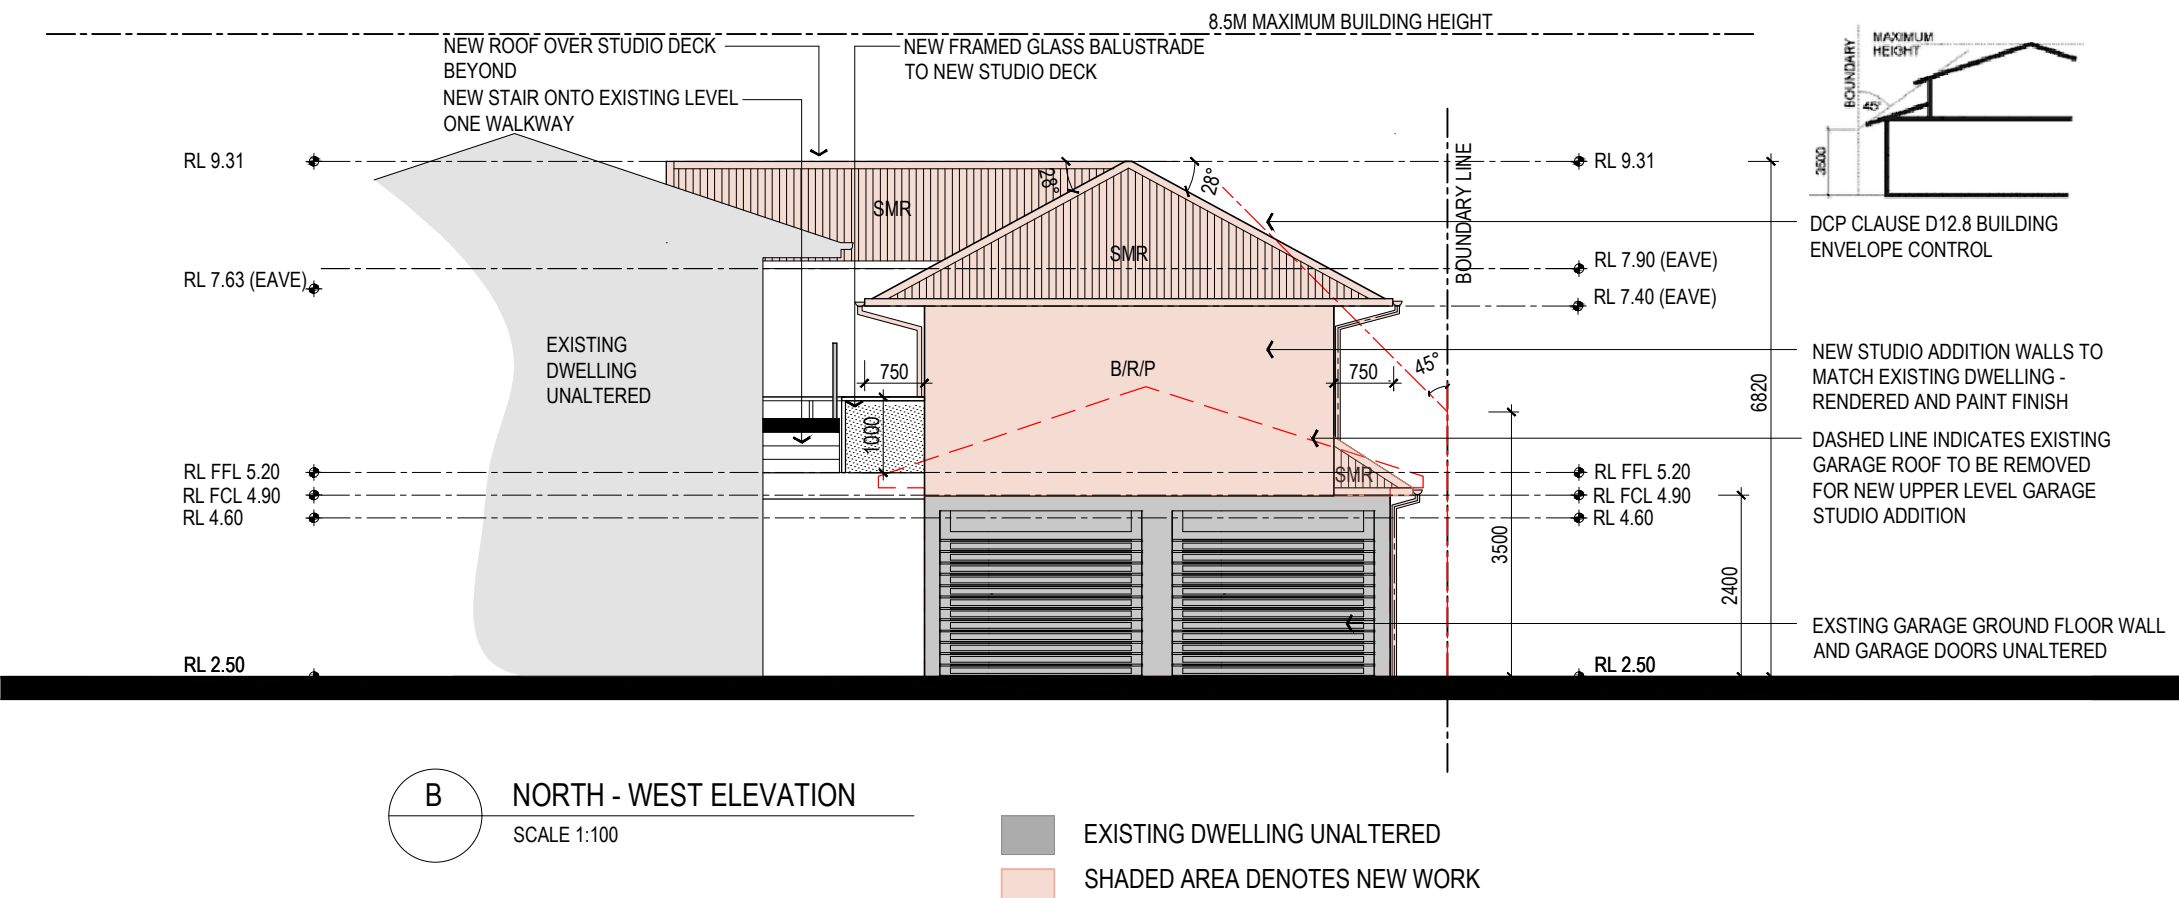 8.5M MAXIMUM BUILDING HEIGHT
NEW ROOF OVER STUDIO DECK
BEYOND
NEW STAIR ONTO EXISTING LEVEL
ONE WALKWAY
NEW FRAMED GLASS BALUSTRADE
TO NEW STUDIO DECK
BOUNDARY
MAXIMUM
HEIGHT
45°
3500
DCP CLAUSE D12.8 BUILDING
ENVELOPE CONTROL
RL 9.31
RL 7.63 (EAVE)
RL FFL 5.20
RL FCL 4.90
RL 4.60
RL 2.50
EXISTING
DWELLING
UNALTERED
SMR
28°
28°
SMR
B/R/P
750
750
1000
SMR
45°
BOUNDARY LINE
RL 9.31
RL 7.90 (EAVE)
RL 7.40 (EAVE)
RL FFL 5.20
RL FCL 4.90
RL 4.60
RL 2.50
3500
2400
6820
NEW STUDIO ADDITION WALLS TO
MATCH EXISTING DWELLING -
RENDERED AND PAINT FINISH
DASHED LINE INDICATES EXISTING
GARAGE ROOF TO BE REMOVED
FOR NEW UPPER LEVEL GARAGE
STUDIO ADDITION
EXSTING GARAGE GROUND FLOOR WALL
AND GARAGE DOORS UNALTERED
B
NORTH - WEST ELEVATION
SCALE 1:100
EXISTING DWELLING UNALTERED
SHADED AREA DENOTES NEW WORK